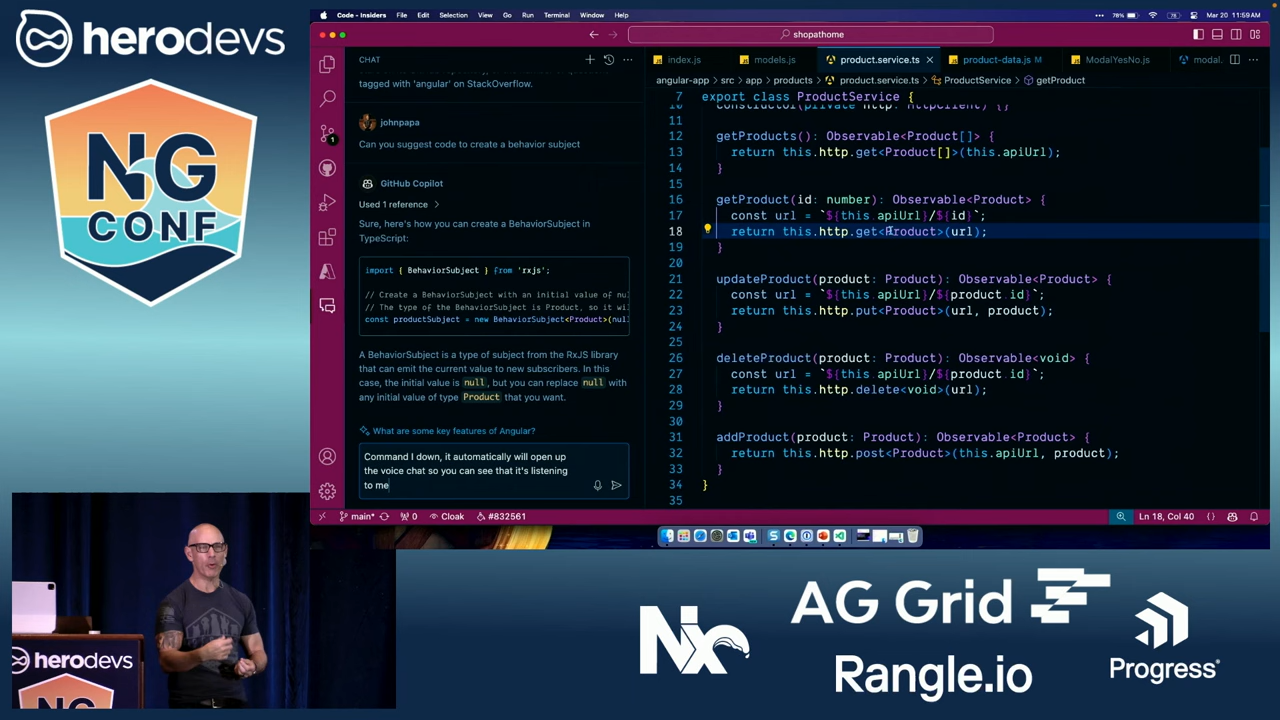 herodevs
NG
CONF
Code - Insiders File Edit Selection View Go Run Terminal Window Help
78% Mar 20 11:59AM
shopathome
CHAT
tagged with 'angular' on StackOverflow.
johnpapa
Can you suggest code to create a behavior subject
GitHub Copilot
Used 1 reference >
Sure, here's how you can create a BehaviorSubject in
TypeScript:
import { BehaviorSubject } from 'rxjs';
// Create a BehaviorSubject with an initial value of nu
// The type of the BehaviorSubject is Product, so it wi
const productSubject = new BehaviorSubject<Product>(nul
A BehaviorSubject is a type of subject from the RxJS library
that can emit the current value to new subscribers. In this
case, the initial value is null, but you can replace null with
any initial value of type Product that you want.
What are some key features of Angular?
Command I down, it automatically will open up
the voice chat so you can see that it's listening
to me
index.js models.js product.service.ts product-data.js M ModalYesNo.js modal.
angular-app > src > app > products > product.service.ts > ProductService > getProduct
7 export class ProductService {
10 constructor(private http: HttpClient) {}
11
12 getProducts(): Observable<Product[]> {
13 return this.http.get<Product[]>(this.apiUrl);
14 }
15
16 getProduct(id: number): Observable<Product> {
17 const url = `${this.apiUrl}/${id}`;
18 return this.http.get<Product>(url);
19 }
20
21 updateProduct(product: Product): Observable<Product> {
22 const url = `${this.apiUrl}/${product.id}`;
23 return this.http.put<Product>(url, product);
24 }
25
26 deleteProduct(product: Product): Observable<void> {
27 const url = `${this.apiUrl}/${product.id}`;
28 return this.http.delete<void>(url);
29 }
30
31 addProduct(product: Product): Observable<Product> {
32 return this.http.post<Product>(this.apiUrl, product);
33 }
34 }
35
main* 0 Cloak #832561 Ln 18, Col 40 {}
herodevs
Nx
AG Grid
Rangle.io
Progress